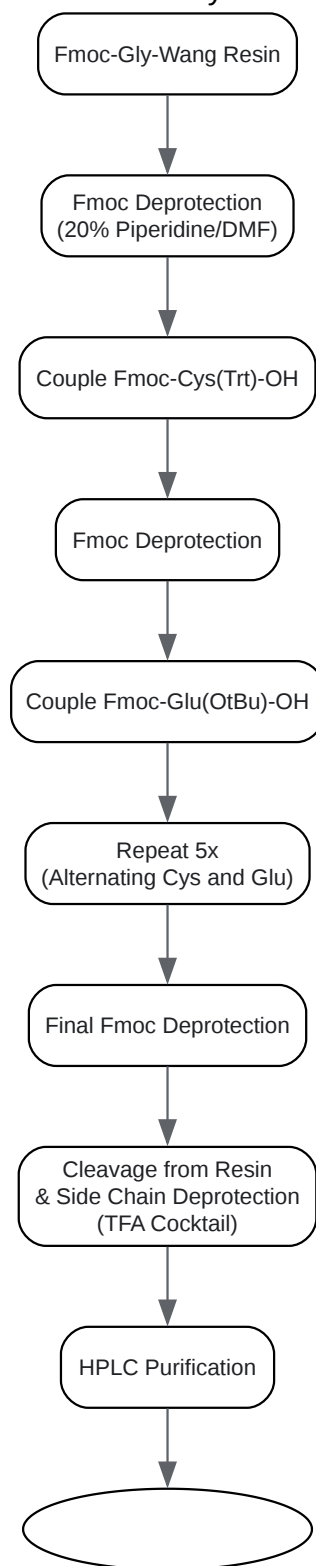 Fmoc-Gly-Wang Resin
Fmoc Deprotection
(20% Piperidine/DMF)
Couple Fmoc-Cys(Trt)-OH
Fmoc Deprotection
Couple Fmoc-Glu(OtBu)-OH
Repeat 5x
(Alternating Cys and Glu)
Final Fmoc Deprotection
Cleavage from Resin
& Side Chain Deprotection
(TFA Cocktail)
HPLC Purification